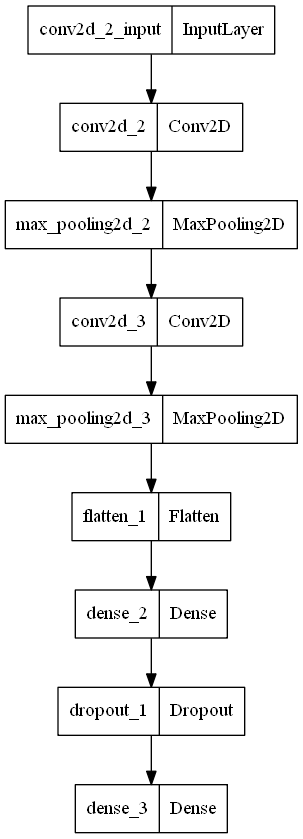 conv2d_2_input InputLayer
conv2d_2 Conv2D
max_pooling2d_2 MaxPooling2D
conv2d_3 Conv2D
max_pooling2d_3 MaxPooling2D
flatten_1 Flatten
dense_2 Dense
dropout_1 Dropout
dense_3 Dense